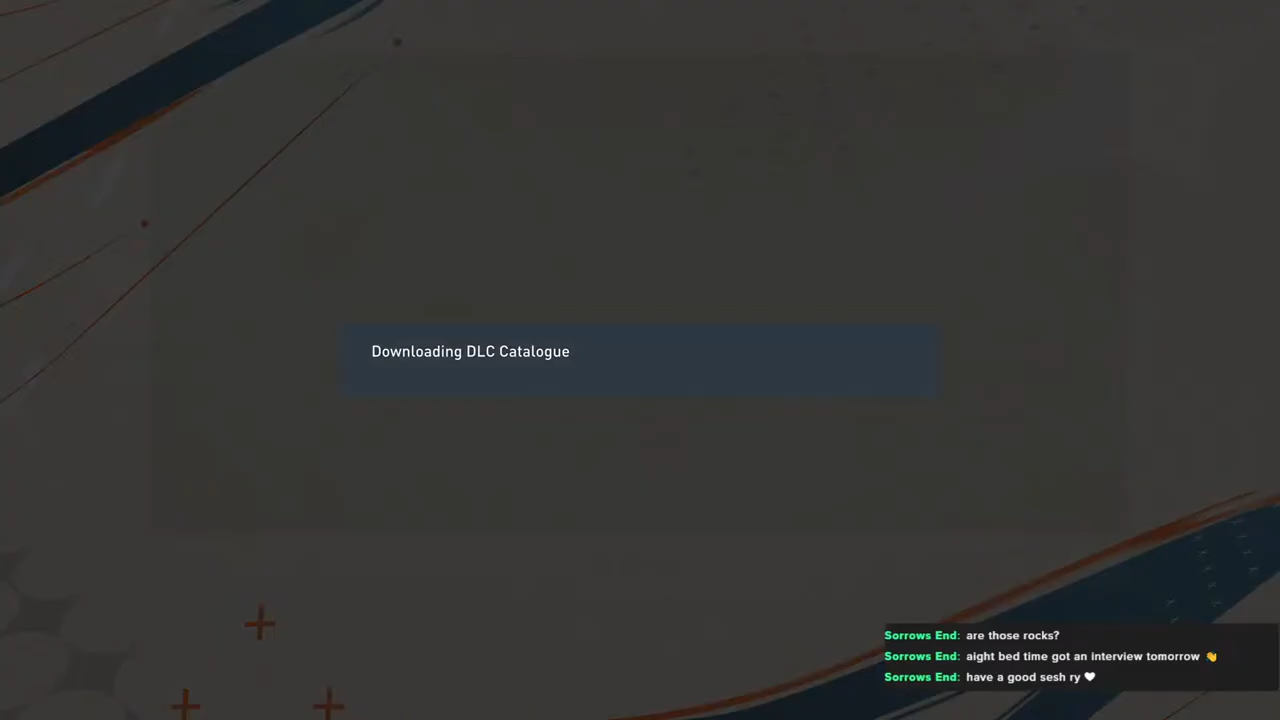 Downloading DLC Catalogue
Sorrows End: are those rocks?
Sorrows End: aight bed time got an interview tomorrow 👋
Sorrows End: have a good sesh ry 🤍